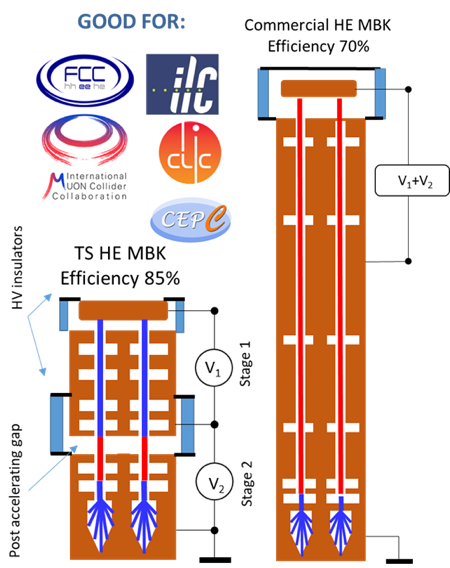 GOOD FOR:
FCC
hh ee he
ilc
International
MUON Collider
Collaboration
clic
CEPC
TS HE MBK
Efficiency 85%
HV insulators
V1
Stage 1
Post accelerating gap
V2
Stage 2
Commercial HE MBK
Efficiency 70%
V1+V2